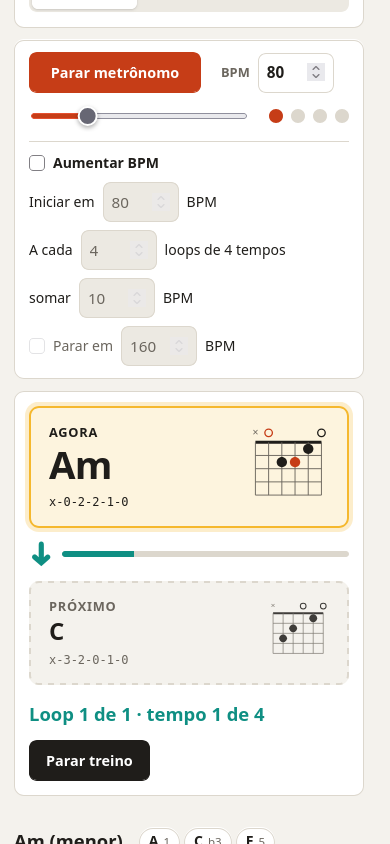 Parar metrônomo BPM 80
Aumentar BPM
Iniciar em 80 BPM
A cada 4 loops de 4 tempos
somar 10 BPM
Parar em 160 BPM
AGORA
Am
x-0-2-2-1-0
×
PRÓXIMO
C
x-3-2-0-1-0
×
Loop 1 de 1 · tempo 1 de 4
Parar treino
Am (menor) A 1 C b3 E 5